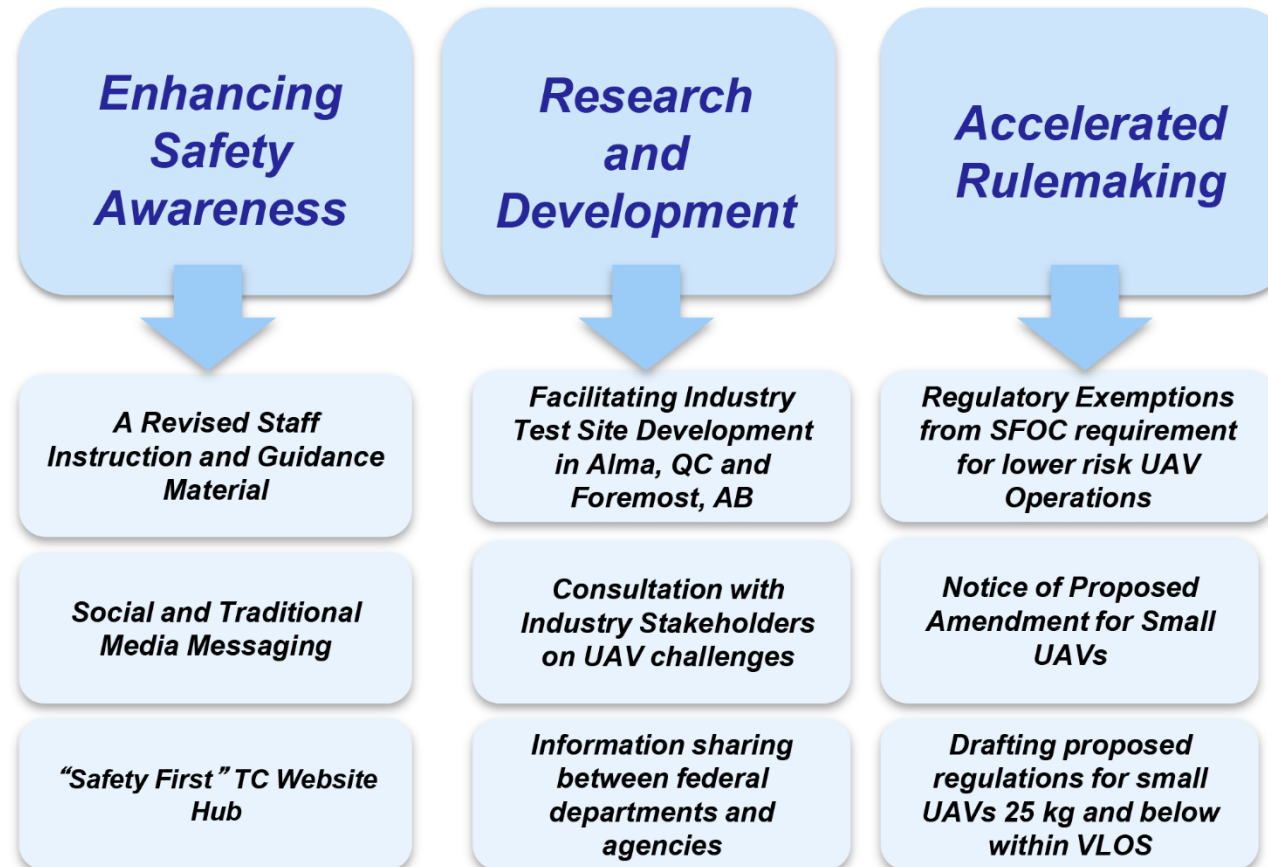 Enhancing
Safety
Awareness
A Revised Staff
Instruction and Guidance
Material
Social and Traditional
Media Messaging
“Safety First” TC Website
Hub
Research
and
Development
Facilitating Industry
Test Site Development
in Alma, QC and
Foremost, AB
Consultation with
Industry Stakeholders
on UAV challenges
Information sharing
between federal
departments and
agencies
Accelerated
Rulemaking
Regulatory Exemptions
from SFOC requirement
for lower risk UAV
Operations
Notice of Proposed
Amendment for Small
UAVs
Drafting proposed
regulations for small
UAVs 25 kg and below
within VLOS